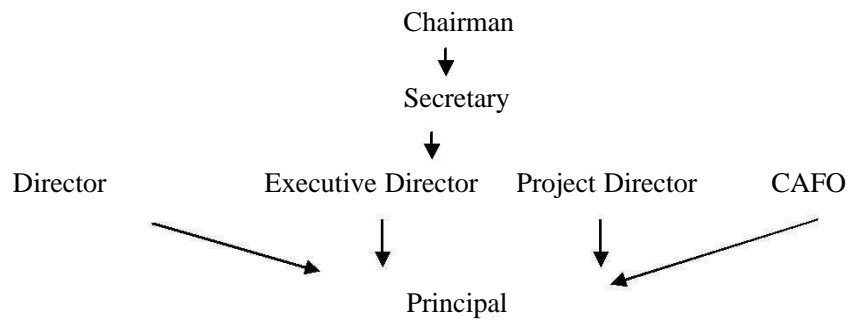 Chairman
Secretary
Director Executive Director Project Director CAFO
Principal